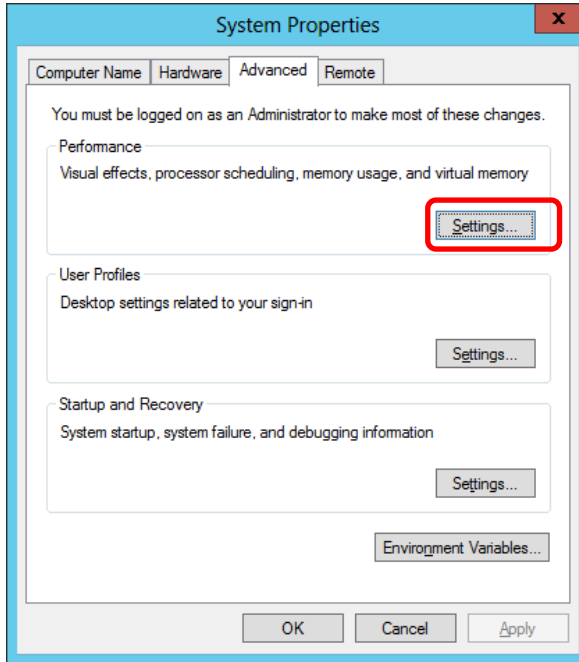 System Properties
x
Computer Name Hardware Advanced Remote
You must be logged on as an Administrator to make most of these changes.
Performance
Visual effects, processor scheduling, memory usage, and virtual memory
Settings...
User Profiles
Desktop settings related to your sign-in
Settings...
Startup and Recovery
System startup, system failure, and debugging information
Settings...
Environment Variables...
OK Cancel Apply